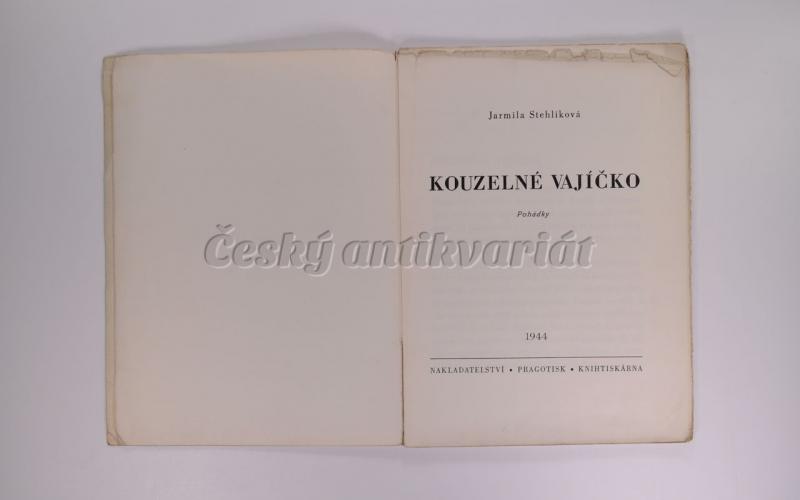 Jarmila Stehlíková
KOUZELNÉ VAJÍČKO
Pohádky
Český antikvariát
1944
NAKLADATELSTVÍ • PRAGOTISK • KNIHTISKÁRNA